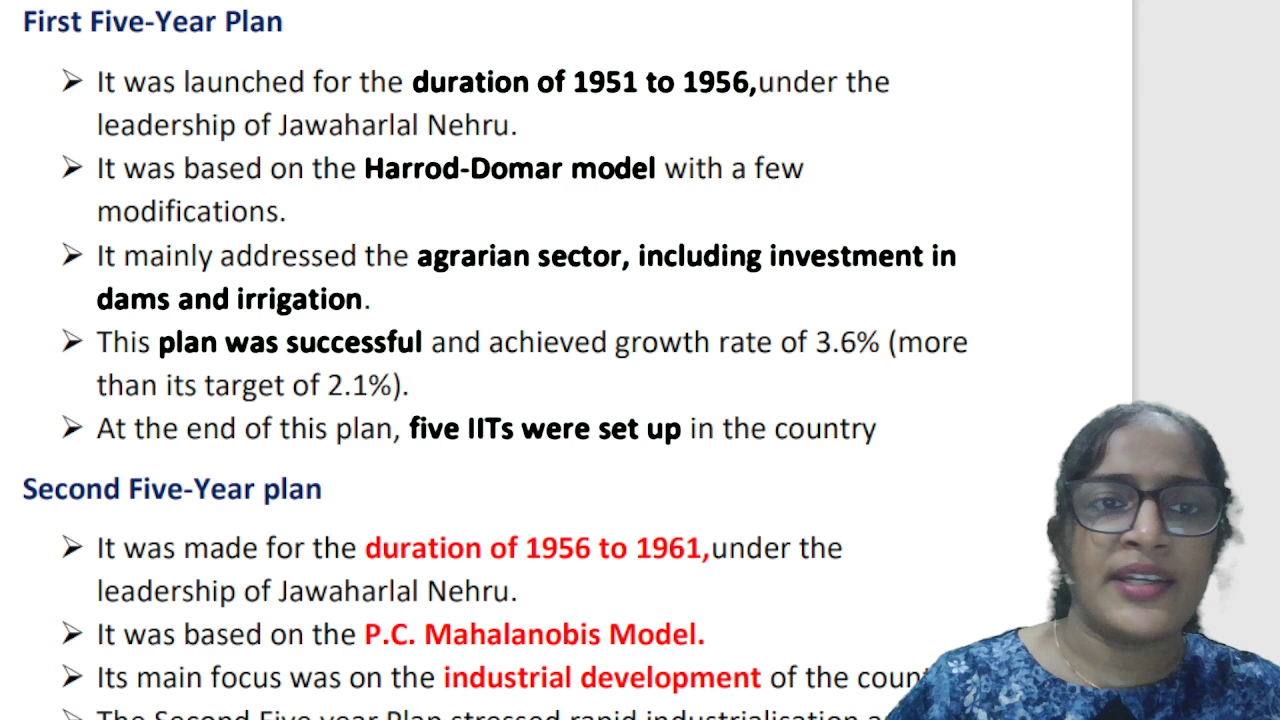 First Five-Year Plan
➢ It was launched for the duration of 1951 to 1956,under the
leadership of Jawaharlal Nehru.
➢ It was based on the Harrod-Domar model with a few
modifications.
➢ It mainly addressed the agrarian sector, including investment in
dams and irrigation.
➢ This plan was successful and achieved growth rate of 3.6% (more
than its target of 2.1%).
➢ At the end of this plan, five IITs were set up in the country
Second Five-Year plan
➢ It was made for the duration of 1956 to 1961,under the
leadership of Jawaharlal Nehru.
➢ It was based on the P.C. Mahalanobis Model.
➢ Its main focus was on the industrial development of the
➢ The Second Five year Plan stressed rapid industrialisation